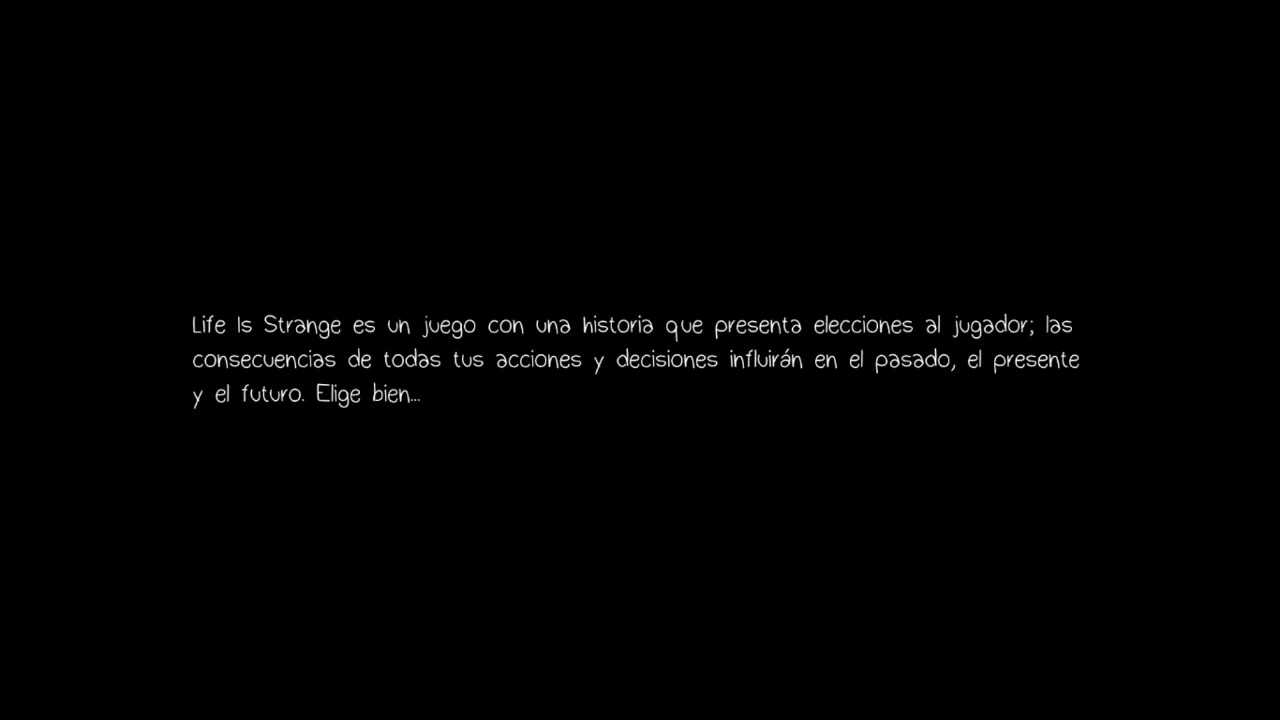 Life Is Strange es un juego con una historia que presenta elecciones al jugador; las
consecuencias de todas tus acciones y decisiones influirán en el pasado, el presente
y el futuro. Elige bien...